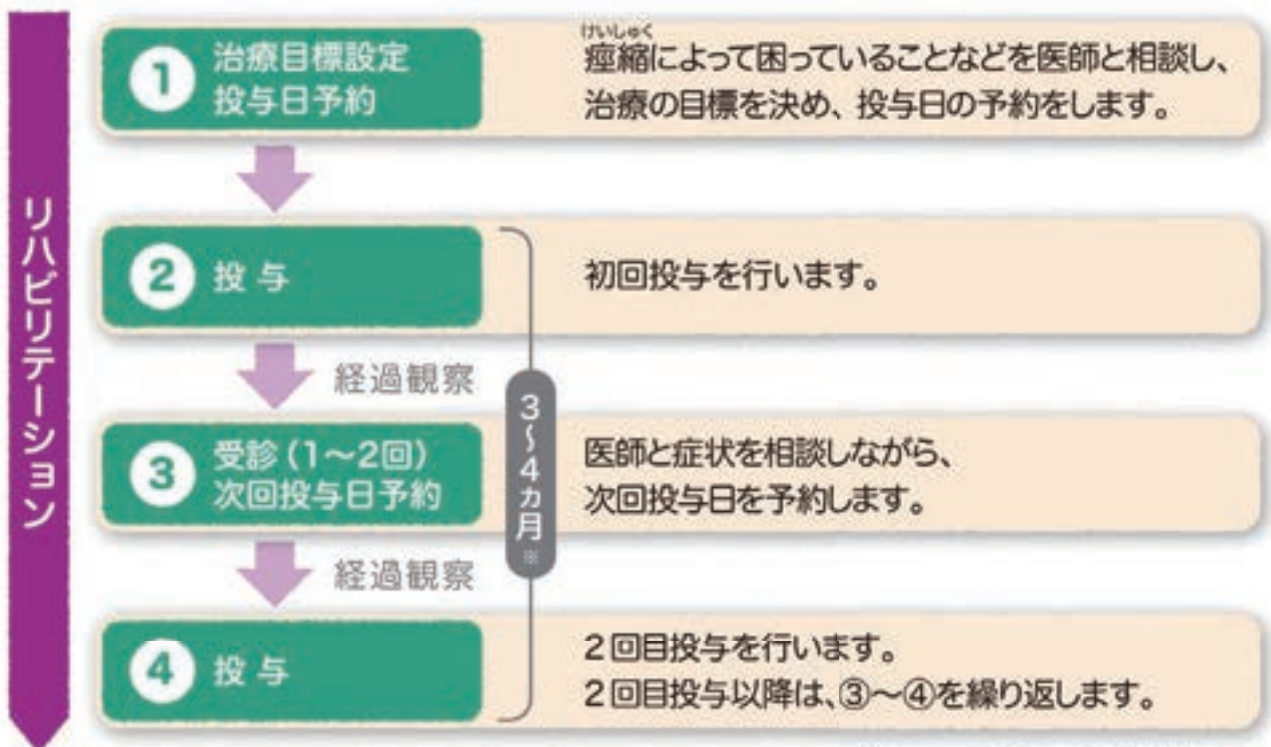 リハビリテーション
1 治療目標設定
投与日予約
けいしゅく
痙縮によって困っていることなどを医師と相談し、
治療の目標を決め、投与日の予約をします。
2 投与
初回投与を行います。
経過観察
3〜4ヵ月※
3 受診（1〜2回）
次回投与日予約
医師と症状を相談しながら、
次回投与日を予約します。
経過観察
4 投与
2回目投与を行います。
2回目投与以降は、③〜④を繰り返します。